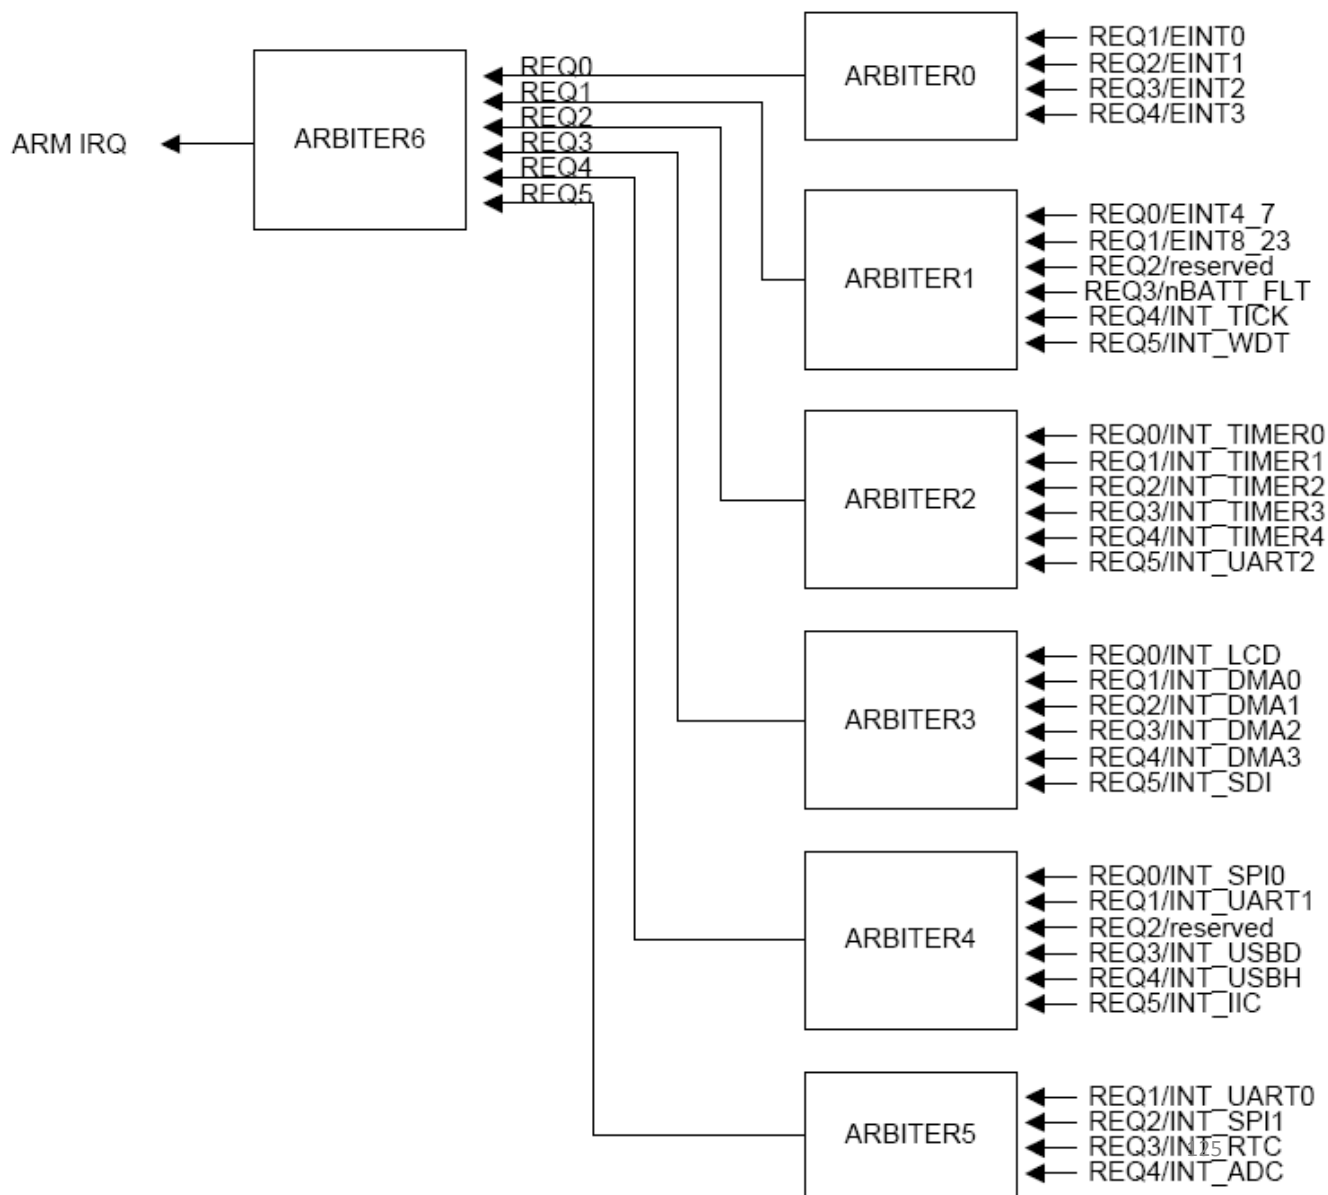 ARM IRQ
ARBITER6
REQ0
REQ1
REQ2
REQ3
REQ4
REQ5
ARBITER0
REQ1/EINT0
REQ2/EINT1
REQ3/EINT2
REQ4/EINT3
ARBITER1
REQ0/EINT4_7
REQ1/EINT8_23
REQ2/reserved
REQ3/nBATT_FLT
REQ4/INT_TICK
REQ5/INT_WDT
ARBITER2
REQ0/INT_TIMER0
REQ1/INT_TIMER1
REQ2/INT_TIMER2
REQ3/INT_TIMER3
REQ4/INT_TIMER4
REQ5/INT_UART2
ARBITER3
REQ0/INT_LCD
REQ1/INT_DMA0
REQ2/INT_DMA1
REQ3/INT_DMA2
REQ4/INT_DMA3
REQ5/INT_SDI
ARBITER4
REQ0/INT_SPI0
REQ1/INT_UART1
REQ2/reserved
REQ3/INT_USBD
REQ4/INT_USBH
REQ5/INT_IIC
ARBITER5
REQ1/INT_UART0
REQ2/INT_SPI1
REQ3/INT_RTC
125
REQ4/INT_ADC